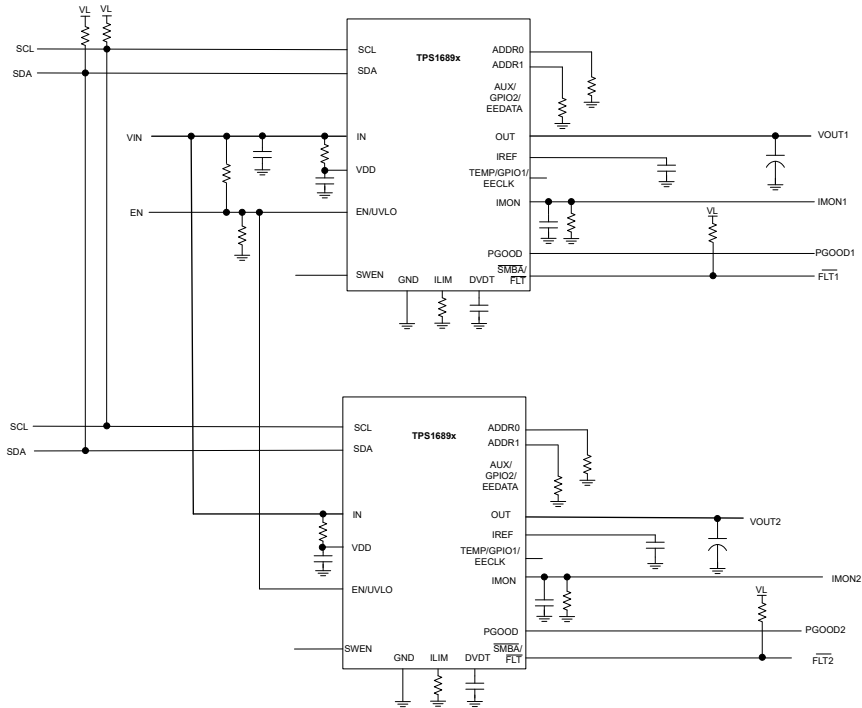 VL
VL
SCL
SCL
TPS1689x
ADDR0
SDA
SDA
ADDR1
AUX/
GPIO2/
EEDATA
VIN
IN
OUT
VOUT1
IREF
VDD
TEMP/GPIO1/
EECLK
IMON
IMON1
EN
EN/UVLO
VL
PGOOD
PGOOD1
SWEN
SMBA/
FLT
FLT1
GND
ILIM
DVDT
SCL
SCL
TPS1689x
ADDR0
SDA
SDA
ADDR1
AUX/
GPIO2/
EEDATA
IN
OUT
VOUT2
IREF
VDD
TEMP/GPIO1/
EECLK
IMON
IMON2
EN/UVLO
VL
PGOOD
PGOOD2
SWEN
SMBA/
FLT
FLT2
GND
ILIM
DVDT